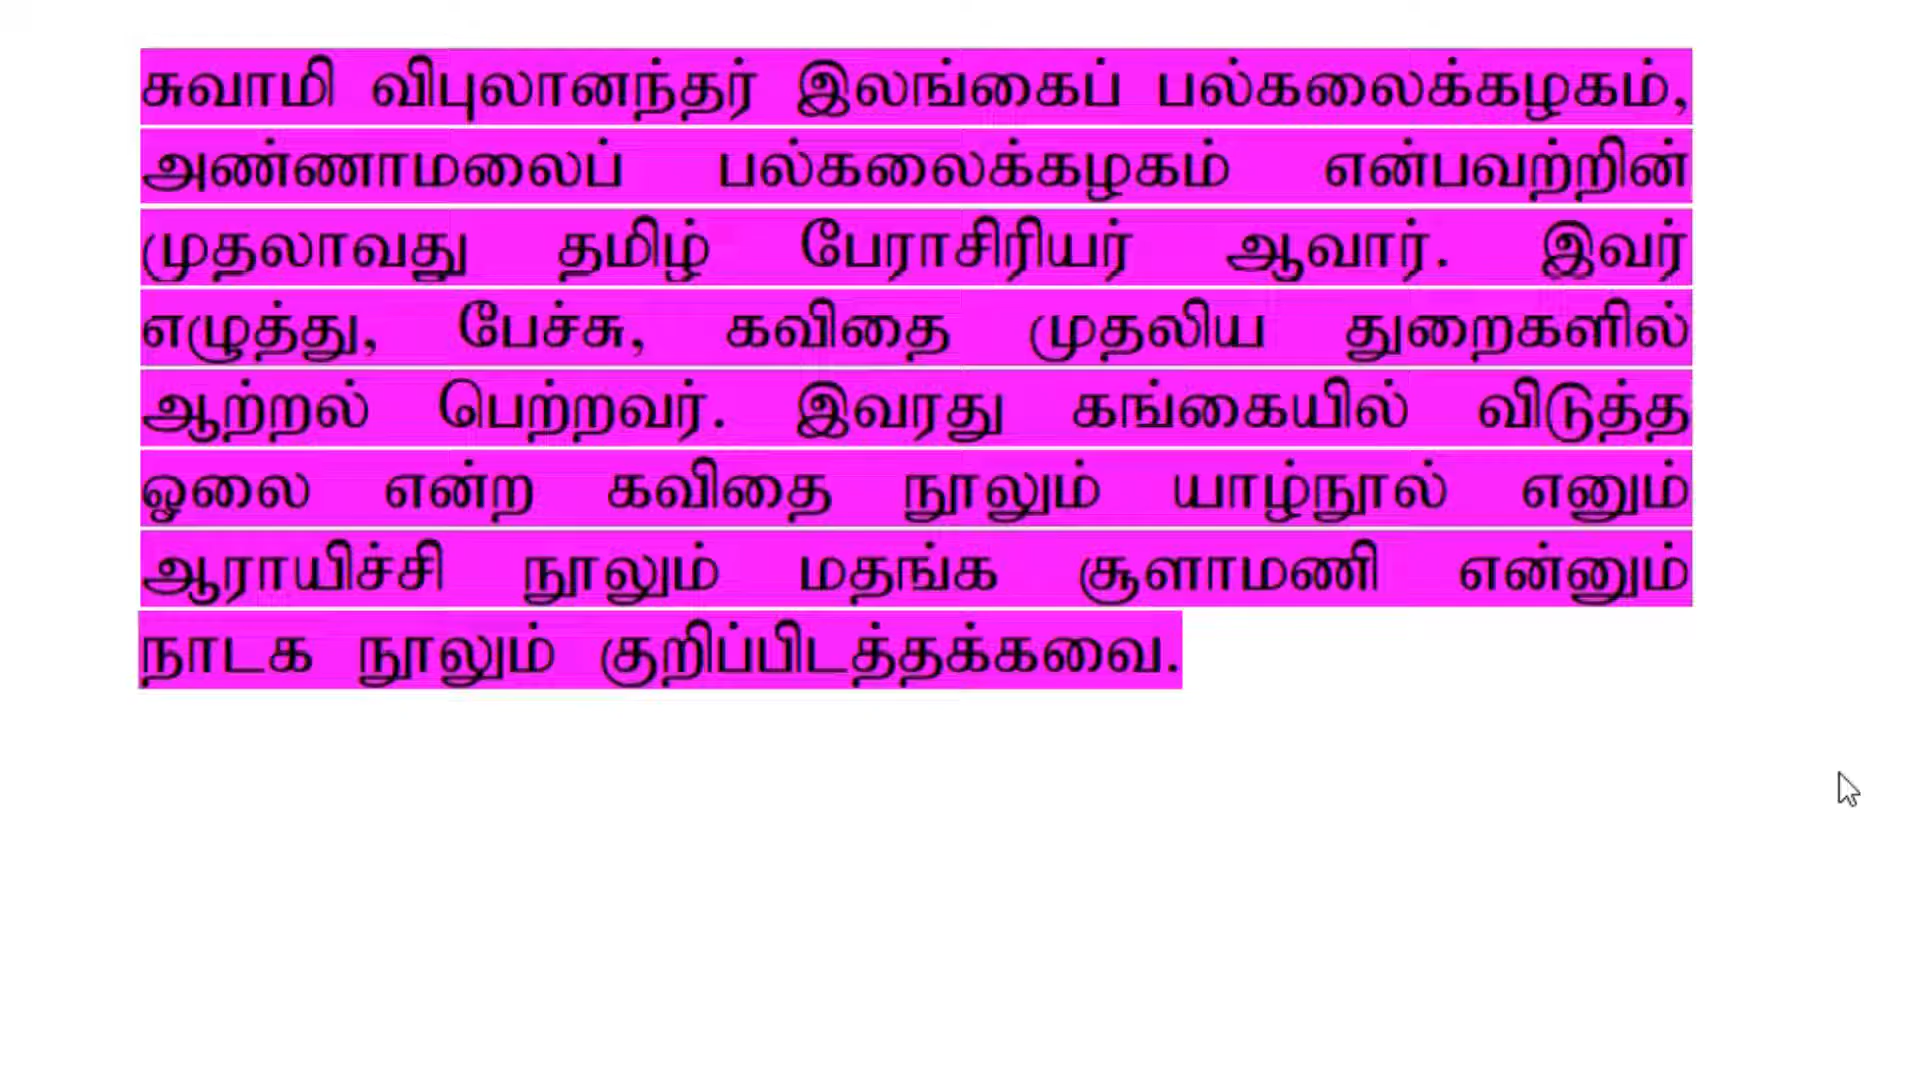 சுவாமி விபுலானந்தர் இலங்கைப் பல்கலைக்கழகம்,
அண்ணாமலைப் பல்கலைக்கழகம் என்பவற்றின்
முதலாவது தமிழ் பேராசிரியர் ஆவார். இவர்
எழுத்து, பேச்சு, கவிதை முதலிய துறைகளில்
ஆற்றல் பெற்றவர். இவரது கங்கையில் விடுத்த
ஓலை என்ற கவிதை நூலும் யாழ்நூல் எனும்
ஆராயிச்சி நூலும் மதங்க சூளாமணி என்னும்
நாடக நூலும் குறிப்பிடத்தக்கவை.